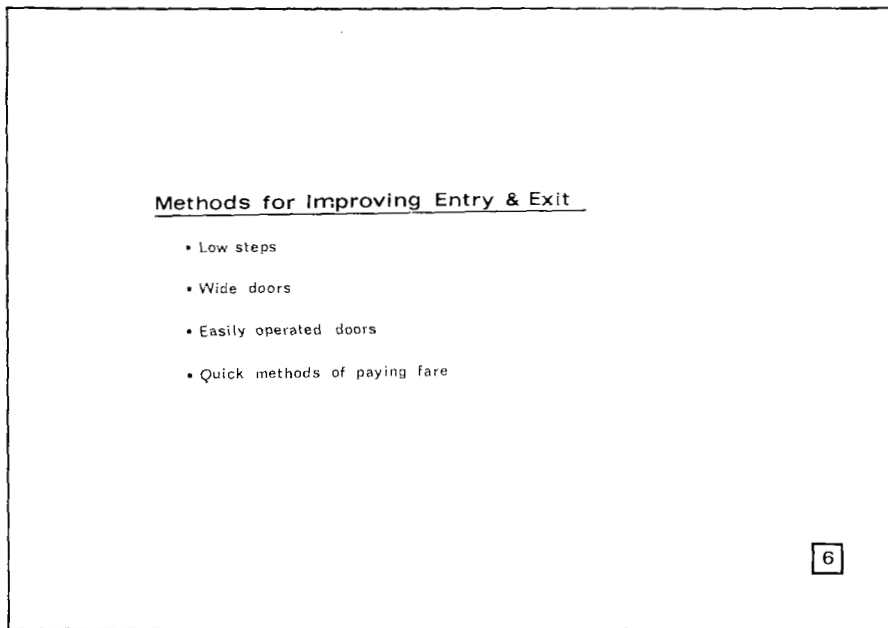 Methods for Improving Entry & Exit
• Low steps
• Wide doors
• Easily operated doors
• Quick methods of paying fare
6